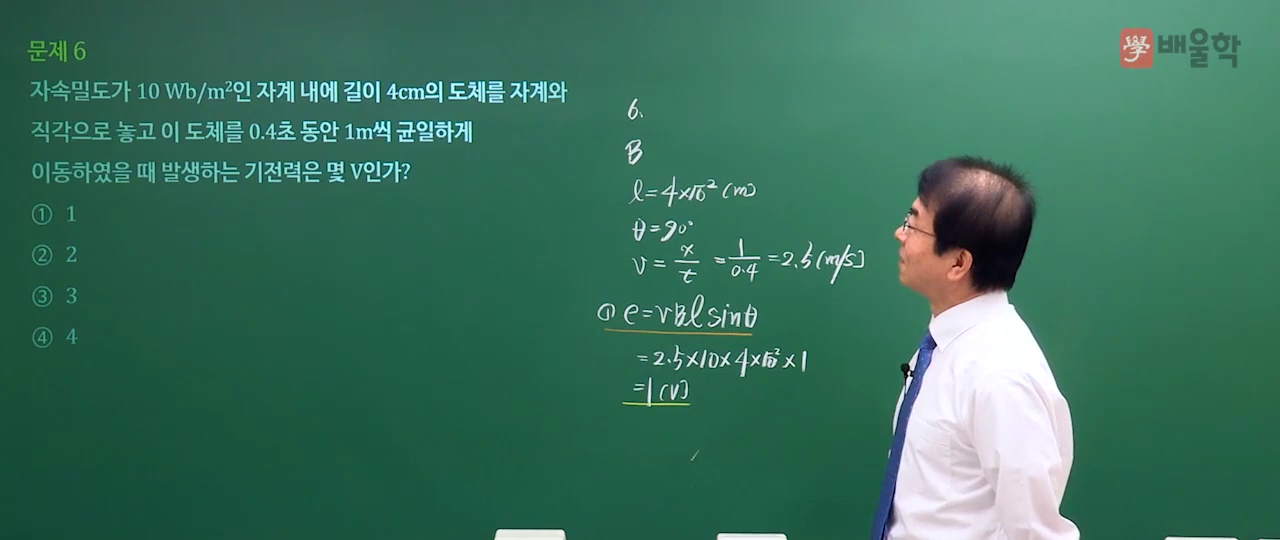 문제 6
자속밀도가 10 Wb/m²인 자계 내에 길이 4cm의 도체를 자계와
직각으로 놓고 이 도체를 0.4초 동안 1m씩 균일하게
이동하였을 때 발생하는 기전력은 몇 V인가?
① 1
② 2
③ 3
④ 4
學 배울학
6.
B
l = 4×10⁻² (m)
θ = 90°
v = x/t = 1/0.4 = 2.5 (m/s)
① e = vBl sinθ
= 2.5×10×4×10⁻²×1
= 1 (V)